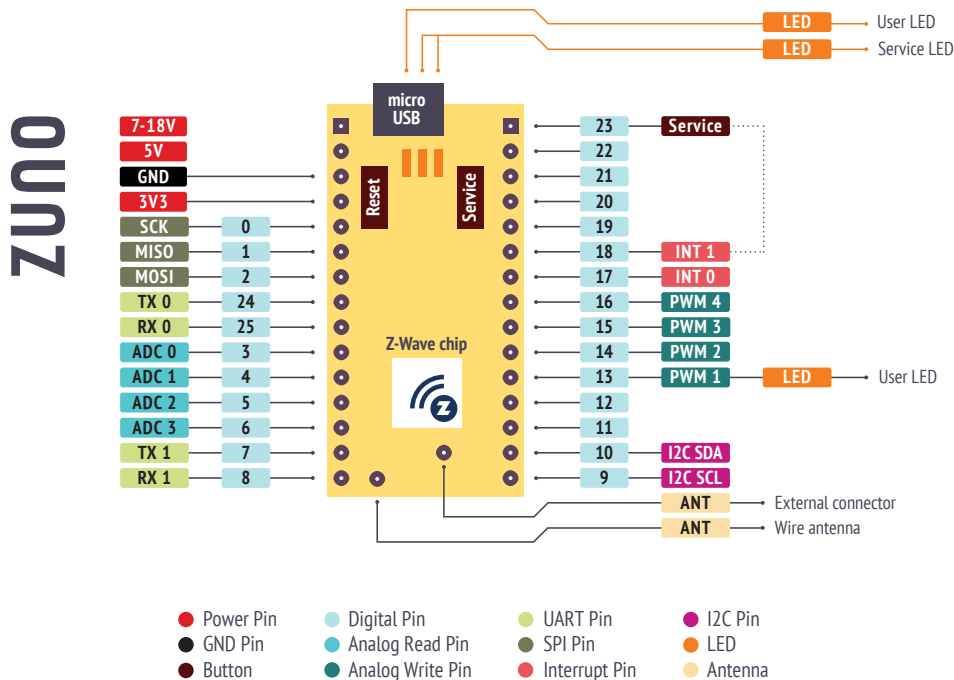 LED User LED
LED Service LED
ZUNO
micro
USB
7-18V
23 Service
5V
22
GND
21
3V3
20
Reset
Service
SCK 0
19
MISO 1
18 INT 1
MOSI 2
17 INT 0
TX 0 24
16 PWM 4
RX 0 25
15 PWM 3
Z-Wave chip
ADC 0 3
14 PWM 2
ADC 1 4
13 PWM 1 LED User LED
ADC 2 5
12
ADC 3 6
11
Z
TX 1 7
10 I2C SDA
RX 1 8
9 I2C SCL
ANT External connector
ANT Wire antenna
Power Pin
Digital Pin
UART Pin
I2C Pin
GND Pin
Analog Read Pin
SPI Pin
LED
Button
Analog Write Pin
Interrupt Pin
Antenna